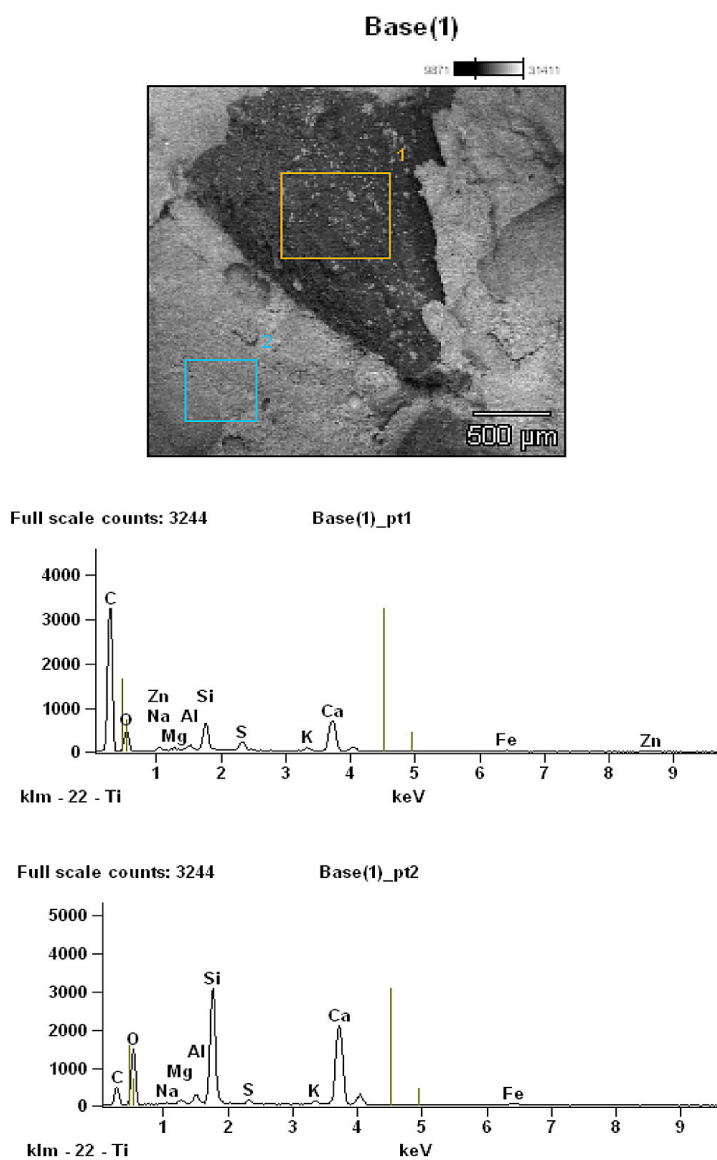 Base(1)
9871 31411
1
2
500 µm
Full scale counts: 3244 Base(1)_pt1
4000
3000
2000
1000
0
C
O
Zn
Na
Mg
Al
Si
S
K
Ca
Fe
Zn
1 2 3 4 5 6 7 8 9
klm - 22 - Ti keV
Full scale counts: 3244 Base(1)_pt2
5000
4000
3000
2000
1000
0
C
O
Na
Mg
Al
Si
S
K
Ca
Fe
1 2 3 4 5 6 7 8 9
klm - 22 - Ti keV